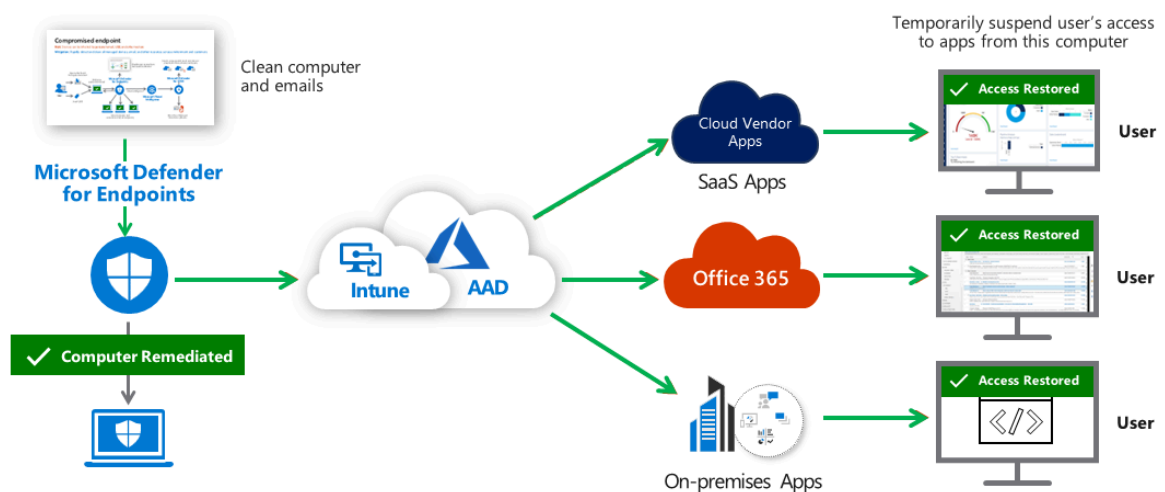 Compromised endpoint
Clean computer
and emails
Microsoft Defender
for Endpoints
Computer Remediated
Intune
AAD
Cloud Vendor
Apps
SaaS Apps
Office 365
On-premises Apps
Temporarily suspend user's access
to apps from this computer
Access Restored
User
Access Restored
User
Access Restored
</>
User